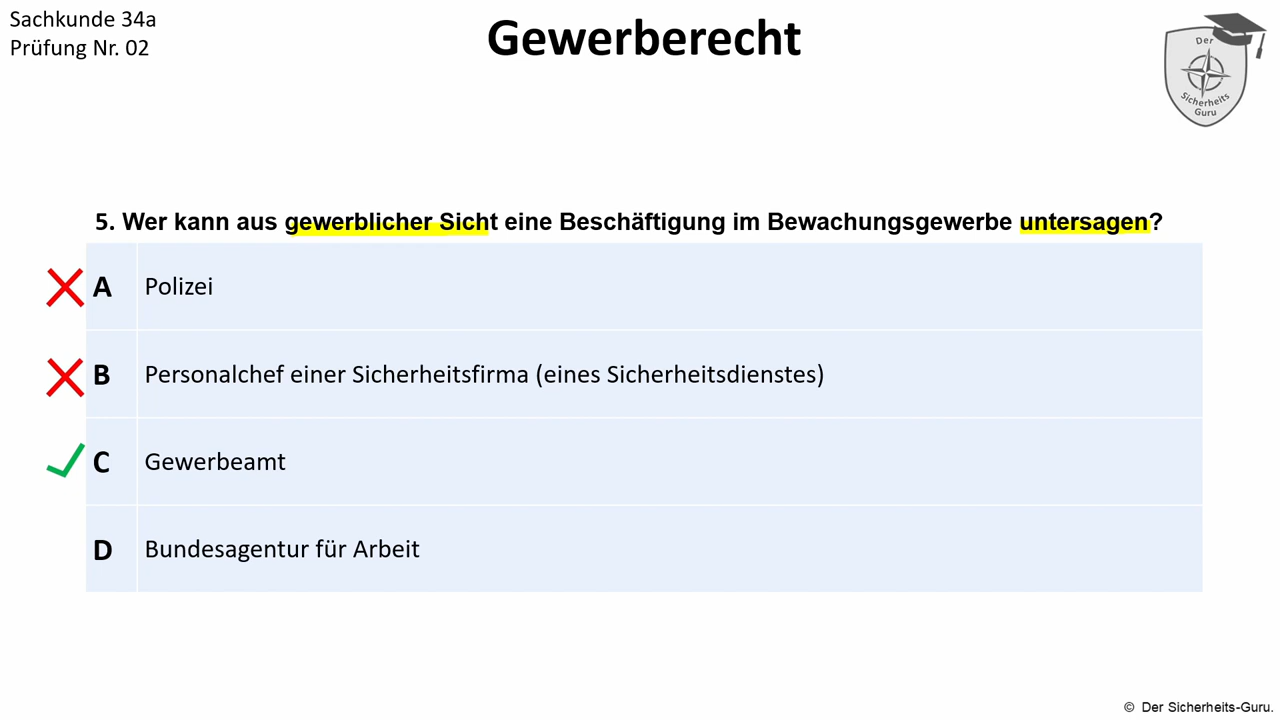 Sachkunde 34a
Prüfung Nr. 02
Gewerberecht
Der
Sicherheits
Guru
5. Wer kann aus gewerblicher Sicht eine Beschäftigung im Bewachungsgewerbe untersagen?
A Polizei
B Personalchef einer Sicherheitsfirma (eines Sicherheitsdienstes)
C Gewerbeamt
D Bundesagentur für Arbeit
© Der Sicherheits-Guru.